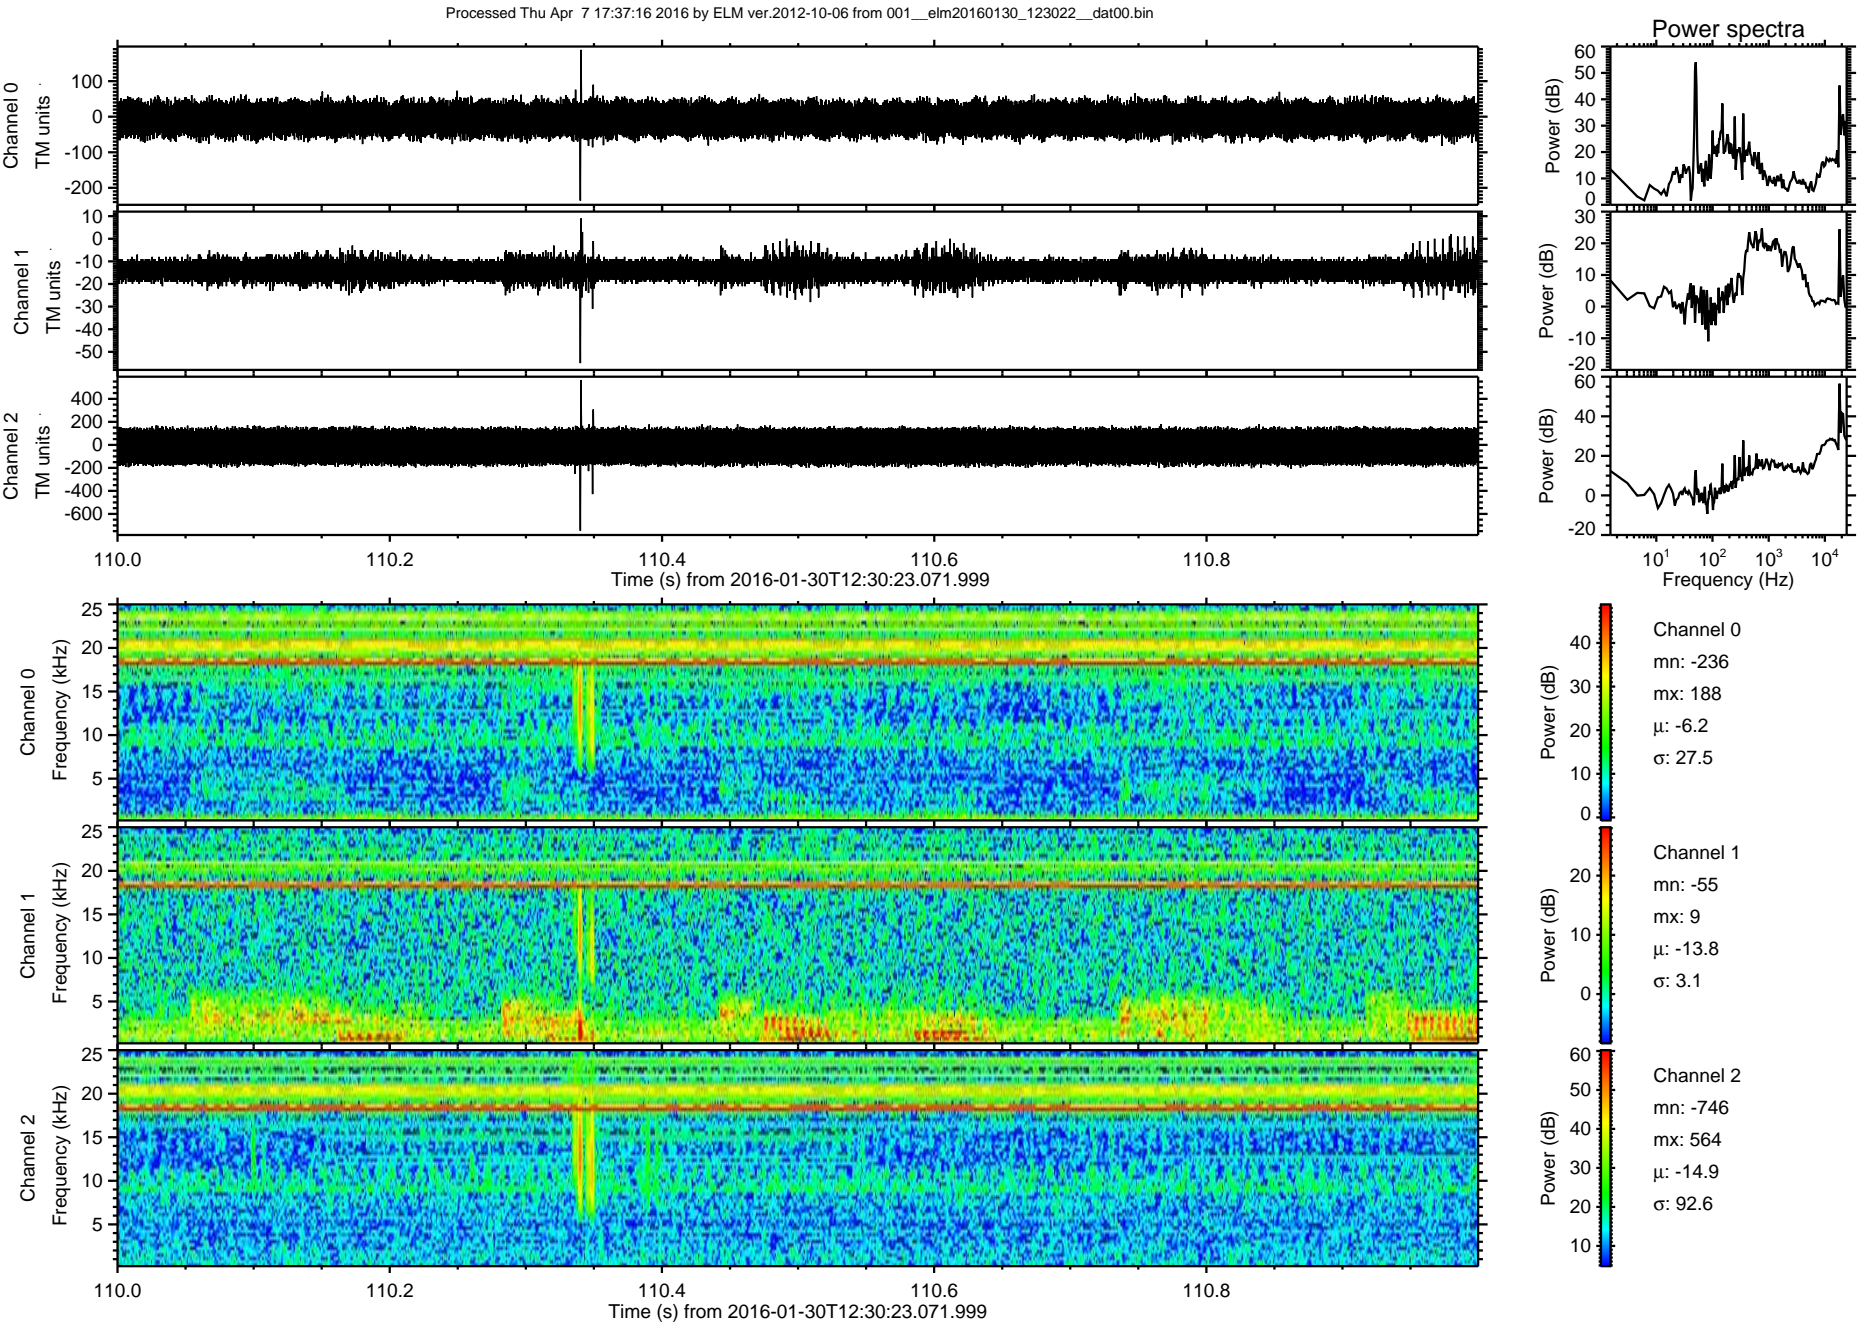 Processed Thu Apr 7 17:37:16 2016 by ELM ver.2012-10-06 from 001__elm20160130_123022__dat00.bin
Power spectra
Channel 0
TM units
100
0
-100
-200
Power (dB)
60
50
40
30
20
10
0
Channel 1
TM units
10
0
-10
-20
-30
-40
-50
Power (dB)
30
20
10
0
-10
-20
Channel 2
TM units
400
200
0
-200
-400
-600
Power (dB)
60
40
20
0
-20
110.0 110.2 110.4 110.6 110.8
Time (s) from 2016-01-30T12:30:23.071.999
10¹ 10² 10³ 10⁴
Frequency (Hz)
Channel 0
Frequency (kHz)
25
20
15
10
5
Power (dB)
40
30
20
10
0
Channel 0
mn: -236
mx: 188
μ: -6.2
σ: 27.5
Channel 1
Frequency (kHz)
25
20
15
10
5
Power (dB)
20
10
0
Channel 1
mn: -55
mx: 9
μ: -13.8
σ: 3.1
Channel 2
Frequency (kHz)
25
20
15
10
5
Power (dB)
60
50
40
30
20
10
Channel 2
mn: -746
mx: 564
μ: -14.9
σ: 92.6
110.0 110.2 110.4 110.6 110.8
Time (s) from 2016-01-30T12:30:23.071.999